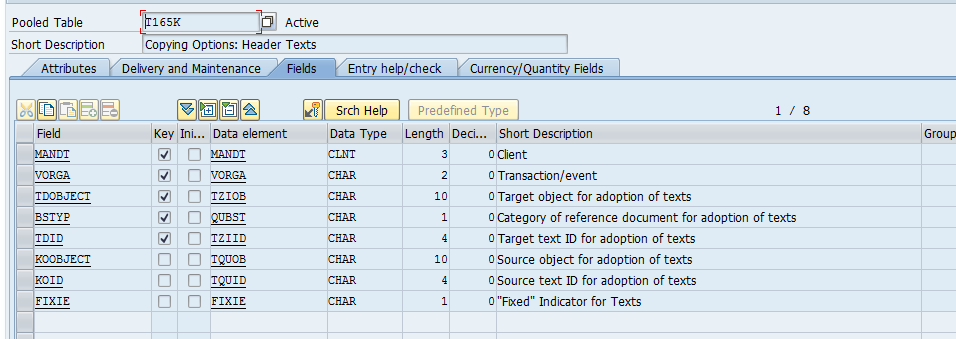 Pooled Table T165K Active
Short Description Copying Options: Header Texts
Attributes Delivery and Maintenance Fields Entry help/check Currency/Quantity Fields
Srch Help Predefined Type 1 / 8
Field Key Ini... Data element Data Type Length Deci... Short Description Group
MANDT MANDT CLNT 3 0 Client
VORGA VORGA CHAR 2 0 Transaction/event
TDOBJECT TZIOB CHAR 10 0 Target object for adoption of texts
BSTYP QUBST CHAR 1 0 Category of reference document for adoption of texts
TDID TZIID CHAR 4 0 Target text ID for adoption of texts
KOOBJECT TQUOB CHAR 10 0 Source object for adoption of texts
KOID TQUID CHAR 4 0 Source text ID for adoption of texts
FIXIE FIXIE CHAR 1 0 "Fixed" Indicator for Texts